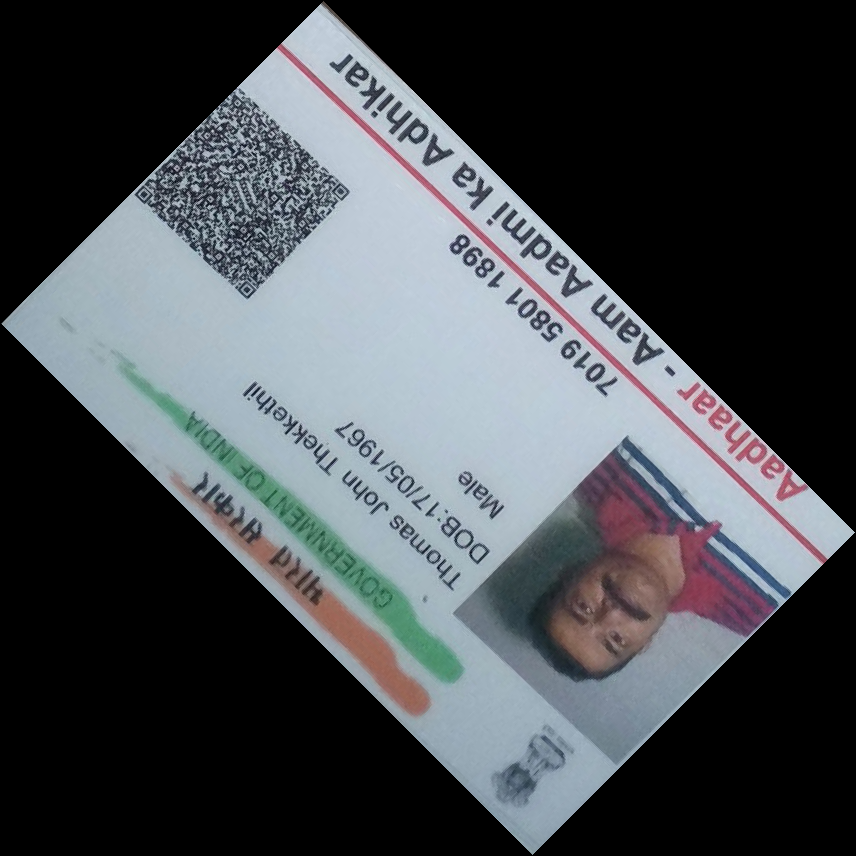 भारत सरकार
GOVERNMENT OF INDIA
Thomas John Thekkethil
DOB:17/05/1967
Male
7019 5801 1898
Aadhaar - Aam Aadmi ka Adhikar